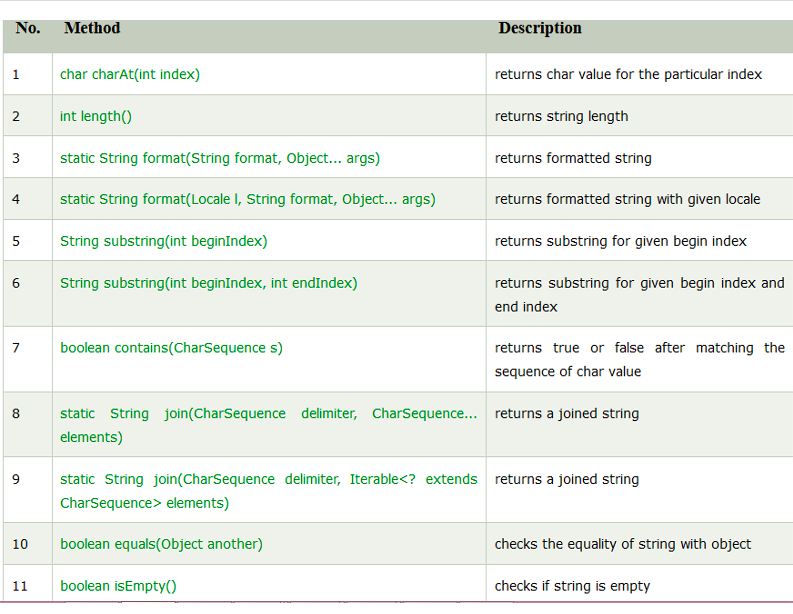 No. Method Description
1 char charAt(int index) returns char value for the particular index
2 int length() returns string length
3 static String format(String format, Object... args) returns formatted string
4 static String format(Locale l, String format, Object... args) returns formatted string with given locale
5 String substring(int beginIndex) returns substring for given begin index
6 String substring(int beginIndex, int endIndex) returns substring for given begin index and
end index
7 boolean contains(CharSequence s) returns true or false after matching the
sequence of char value
8 static String join(CharSequence delimiter, CharSequence... returns a joined string
elements)
9 static String join(CharSequence delimiter, Iterable<? extends returns a joined string
CharSequence> elements)
10 boolean equals(Object another) checks the equality of string with object
11 boolean isEmpty() checks if string is empty